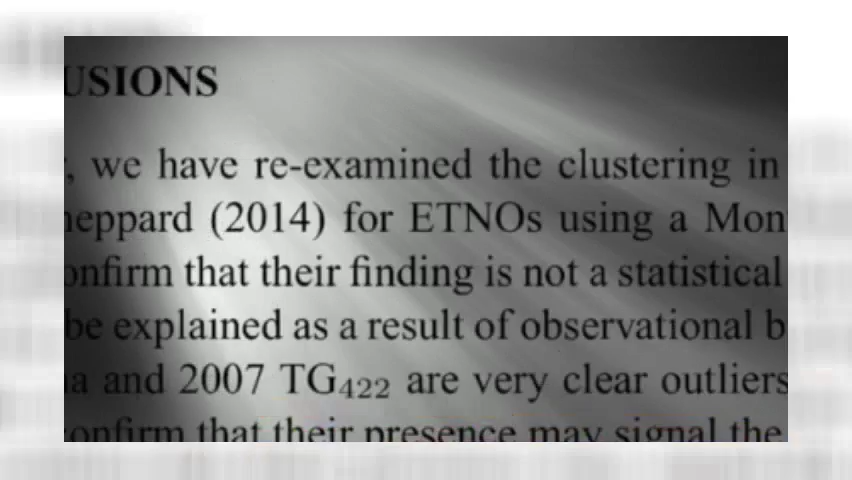 USIONS
, we have re-examined the clustering in
heppard (2014) for ETNOs using a Mon
onfirm that their finding is not a statistical
be explained as a result of observational b
a and 2007 TG₄₂₂ are very clear outliers
confirm that their presence may signal the